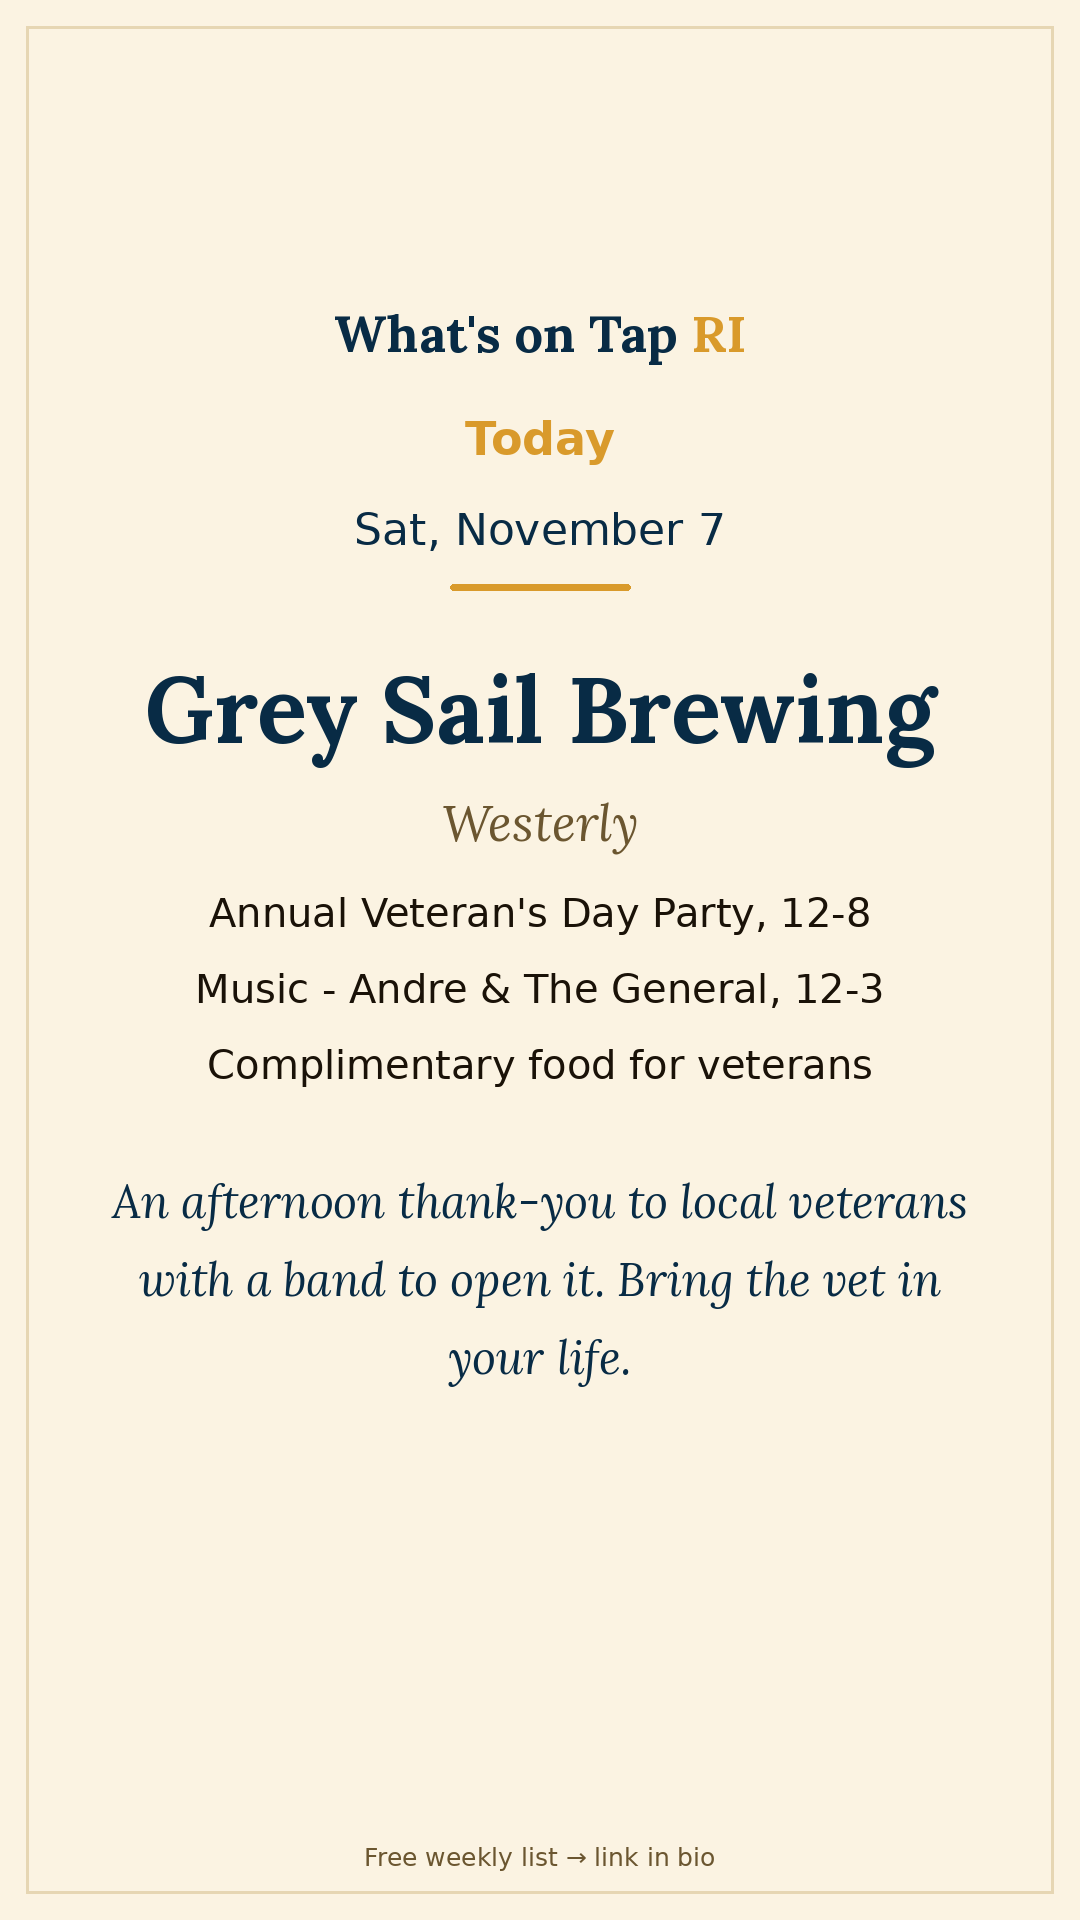 What's on Tap RI
Today
Sat, November 7
Grey Sail Brewing
Westerly
Annual Veteran's Day Party, 12-8
Music - Andre & The General, 12-3
Complimentary food for veterans
An afternoon thank-you to local veterans
with a band to open it. Bring the vet in
your life.
Free weekly list → link in bio